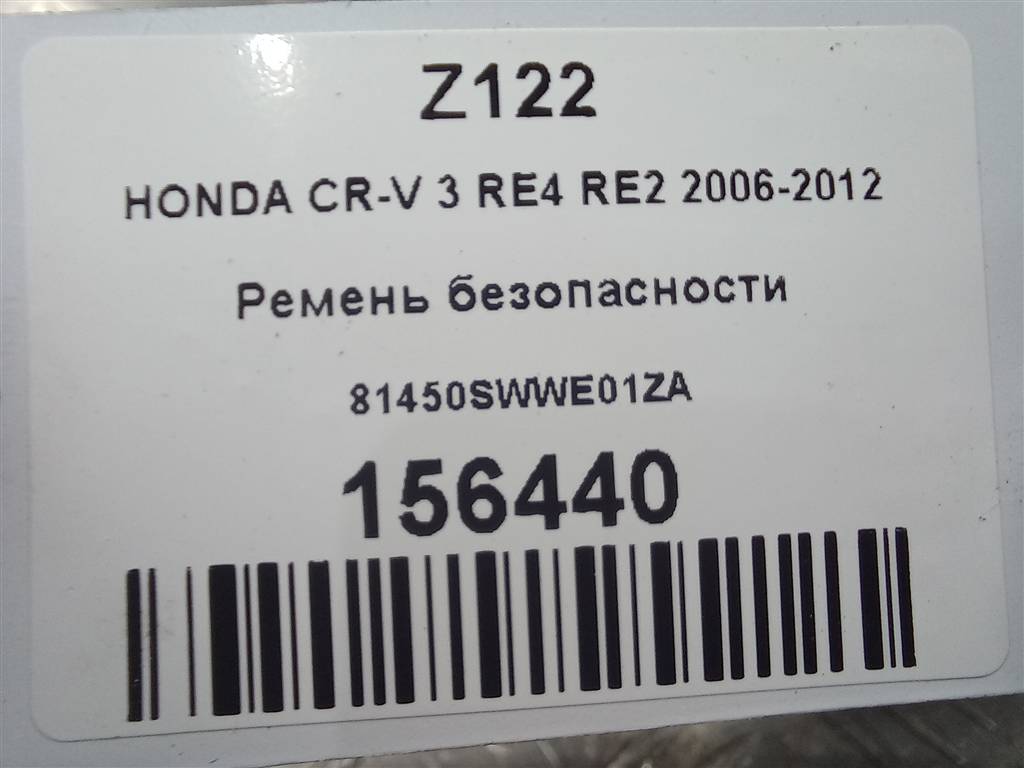 Z122
HONDA CR-V 3 RE4 RE2 2006-2012
Ремень безопасности
81450SWWE01ZA
156440